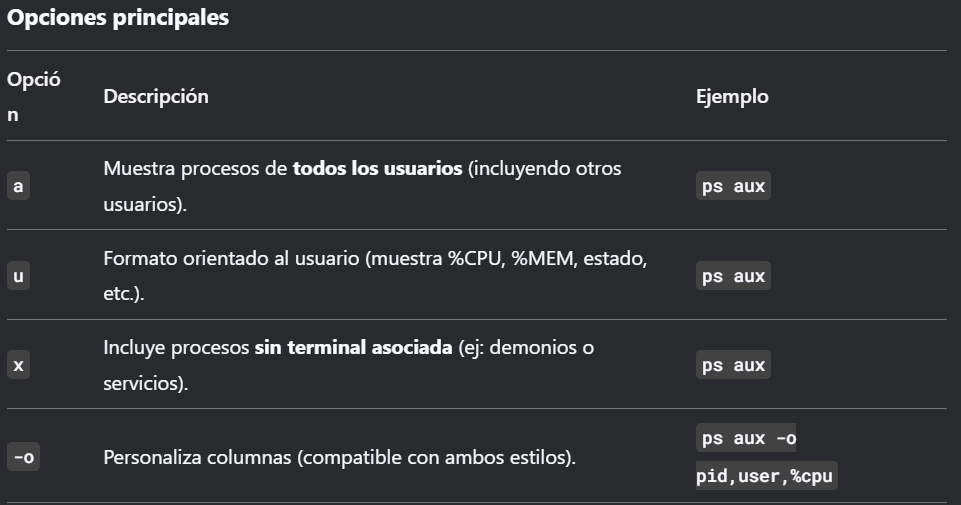 Opciones principales
Opció
n
Descripción
Ejemplo
a
Muestra procesos de todos los usuarios (incluyendo otros
usuarios).
ps aux
u
Formato orientado al usuario (muestra %CPU, %MEM, estado,
etc.).
ps aux
x
Incluye procesos sin terminal asociada (ej: demonios o
servicios).
ps aux
-o
Personaliza columnas (compatible con ambos estilos).
ps aux -o
pid,user,%cpu